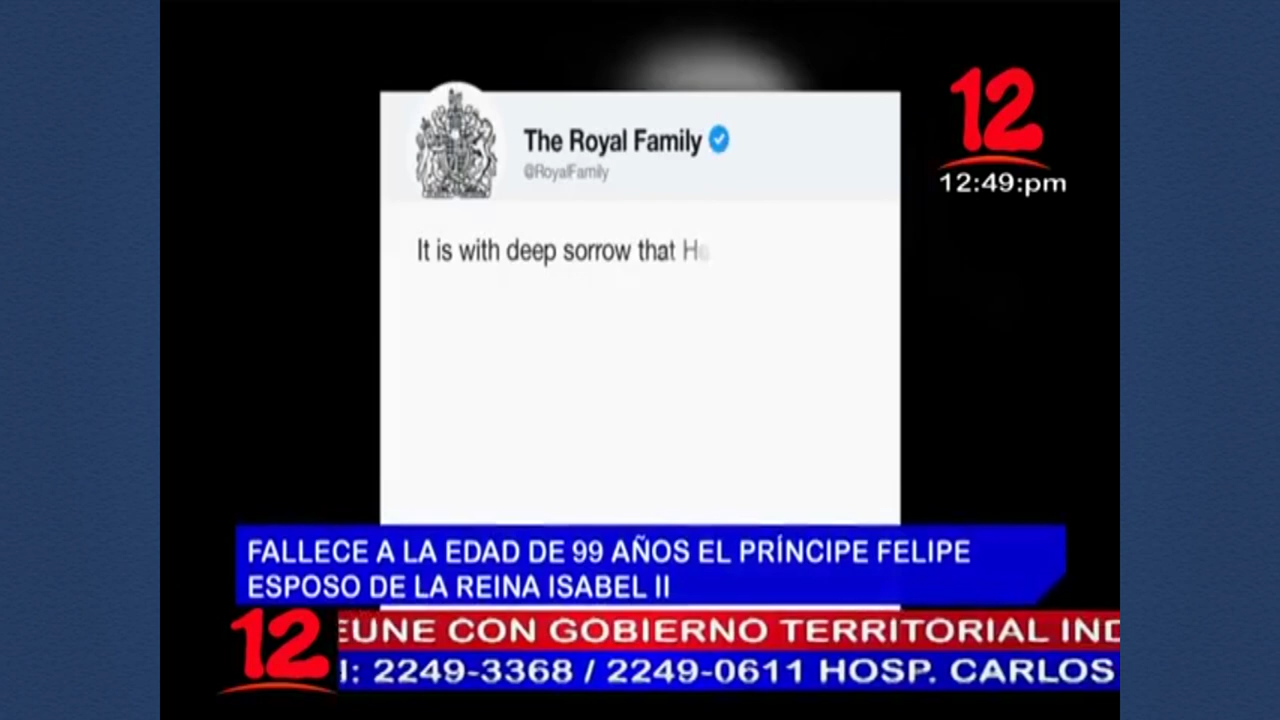 The Royal Family
@RoyalFamily
It is with deep sorrow that
12
12:49:pm
FALLECE A LA EDAD DE 99 AÑOS EL PRÍNCIPE FELIPE
ESPOSO DE LA REINA ISABEL II
12
EUNE CON GOBIERNO TERRITORIAL IND
: 2249-3368 / 2249-0611 HOSP. CARLOS